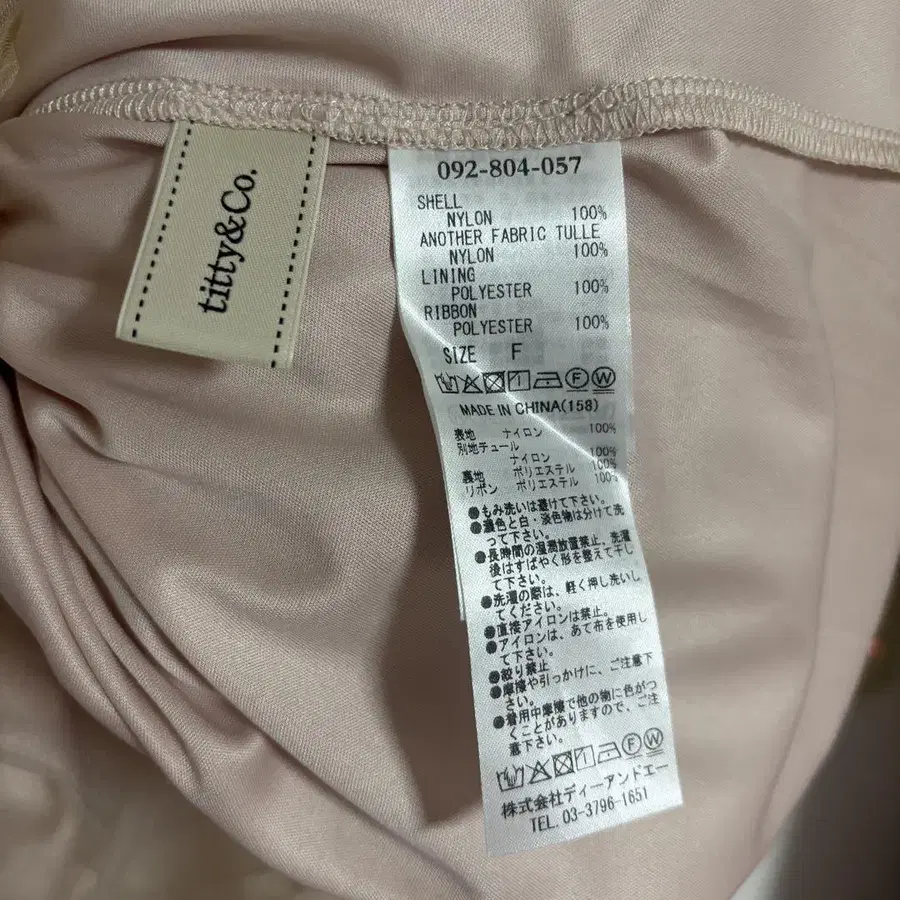 titty&Co.
092-804-057
SHELL
NYLON 100%
ANOTHER FABRIC TULLE
NYLON 100%
LINING
POLYESTER 100%
RIBBON
POLYESTER 100%
SIZE F
MADE IN CHINA(158)
表地 ナイロン 100%
別地チュール
ナイロン 100%
裏地 ポリエステル 100%
リボン ポリエステル 100%
●もみ洗いは避けて下さい。
●濃色と白・淡色物は分けて洗
って下さい。
●長時間の湿潤放置禁止、洗濯
後はすばやく形を整えて干し
て下さい。
●洗濯の際は、軽く押し洗いし
てください。
●直接アイロンは禁止。
●アイロンは、あて布を使用し
て下さい。
●絞り禁止
●摩擦や引っかけに、ご注意下
さい。
●着用中摩擦で他の物に色がつ
くことがありますので、ご注
意下さい。
株式会社ディーアンドエー
TEL. 03-3796-1651